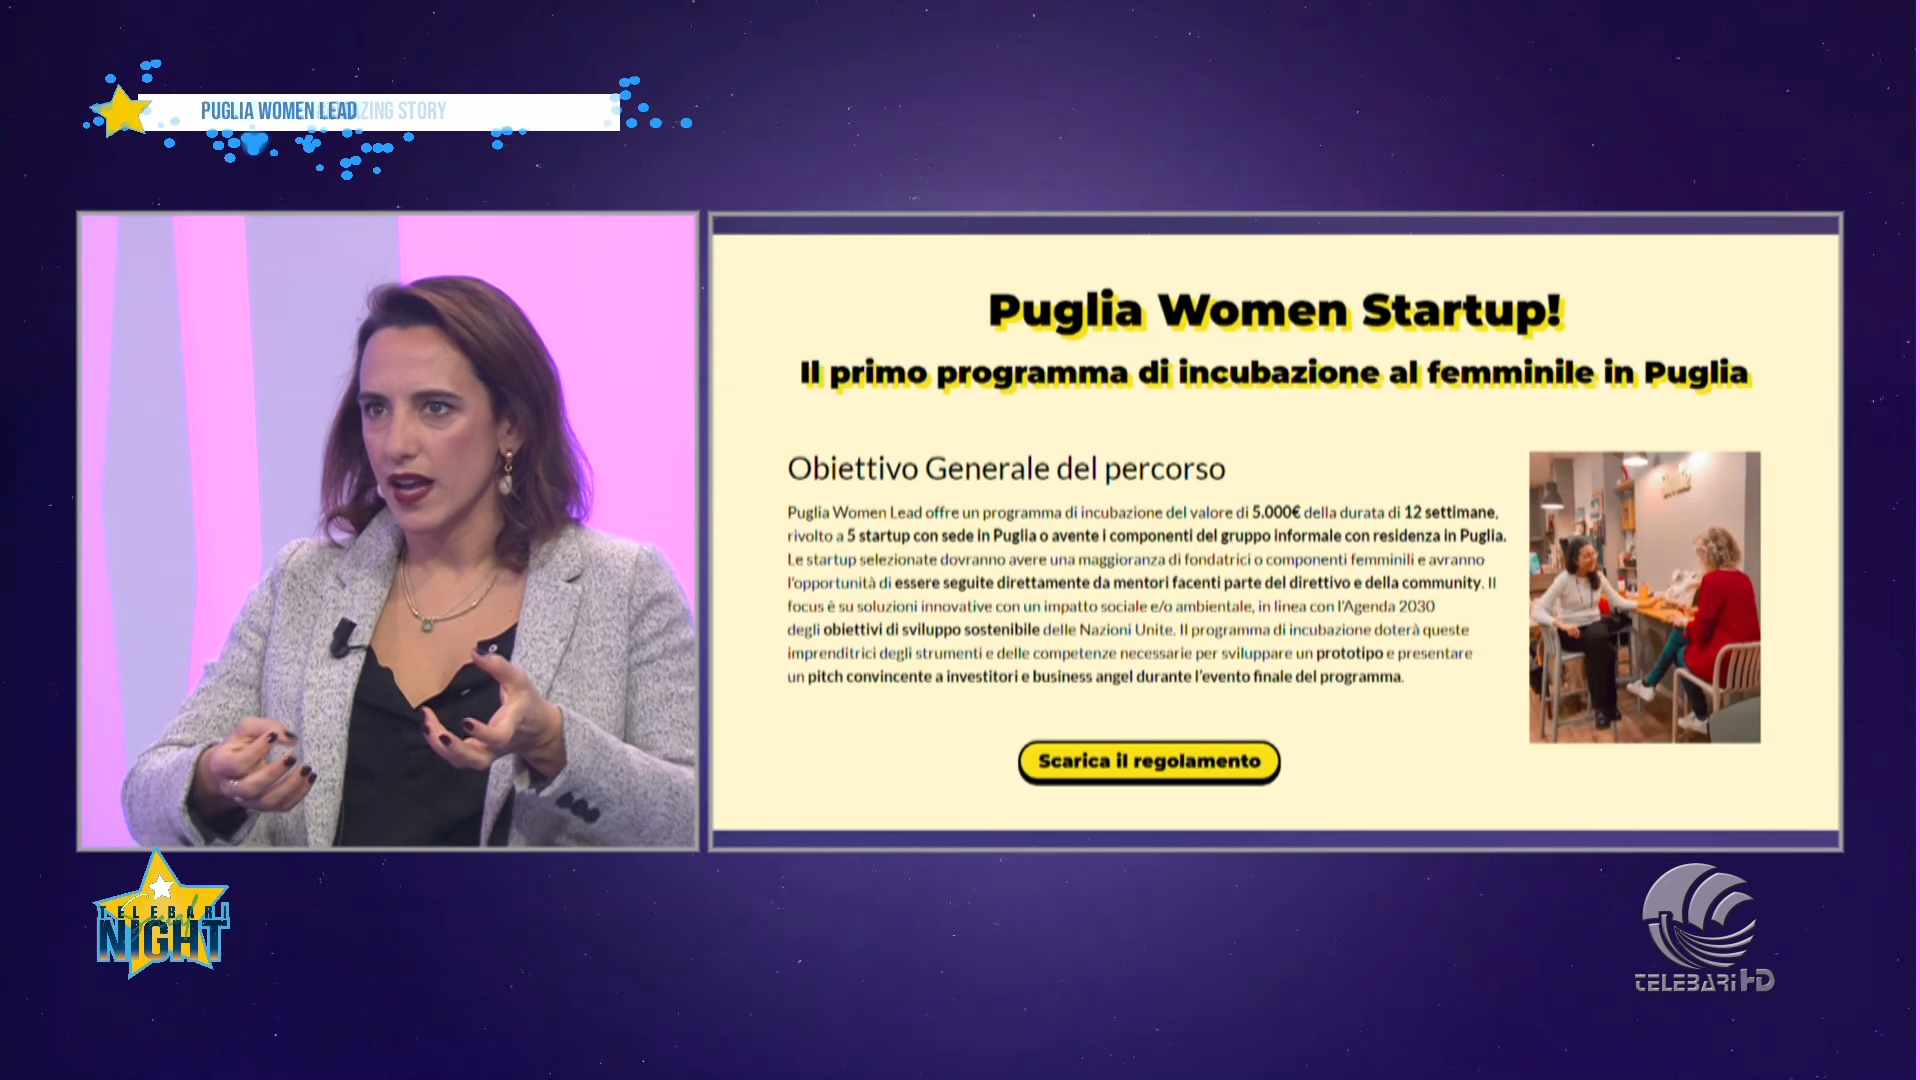 PUGLIA WOMEN LEAD
ZING STORY
Puglia Women Startup!
Il primo programma di incubazione al femminile in Puglia
Obiettivo Generale del percorso
Puglia Women Lead offre un programma di incubazione del valore di 5.000€ della durata di 12 settimane,
rivolto a 5 startup con sede in Puglia o avente i componenti del gruppo informale con residenza in Puglia.
Le startup selezionate dovranno avere una maggioranza di fondatrici o componenti femminili e avranno
l'opportunità di essere seguite direttamente da mentori facenti parte del direttivo e della community. Il
focus è su soluzioni innovative con un impatto sociale e/o ambientale, in linea con l'Agenda 2030
degli obiettivi di sviluppo sostenibile delle Nazioni Unite. Il programma di incubazione doterà queste
imprenditrici degli strumenti e delle competenze necessarie per sviluppare un prototipo e presentare
un pitch convincente a investitori e business angel durante l'evento finale del programma.
Scarica il regolamento
TELEBARI
NIGHT
TELEBARI HD